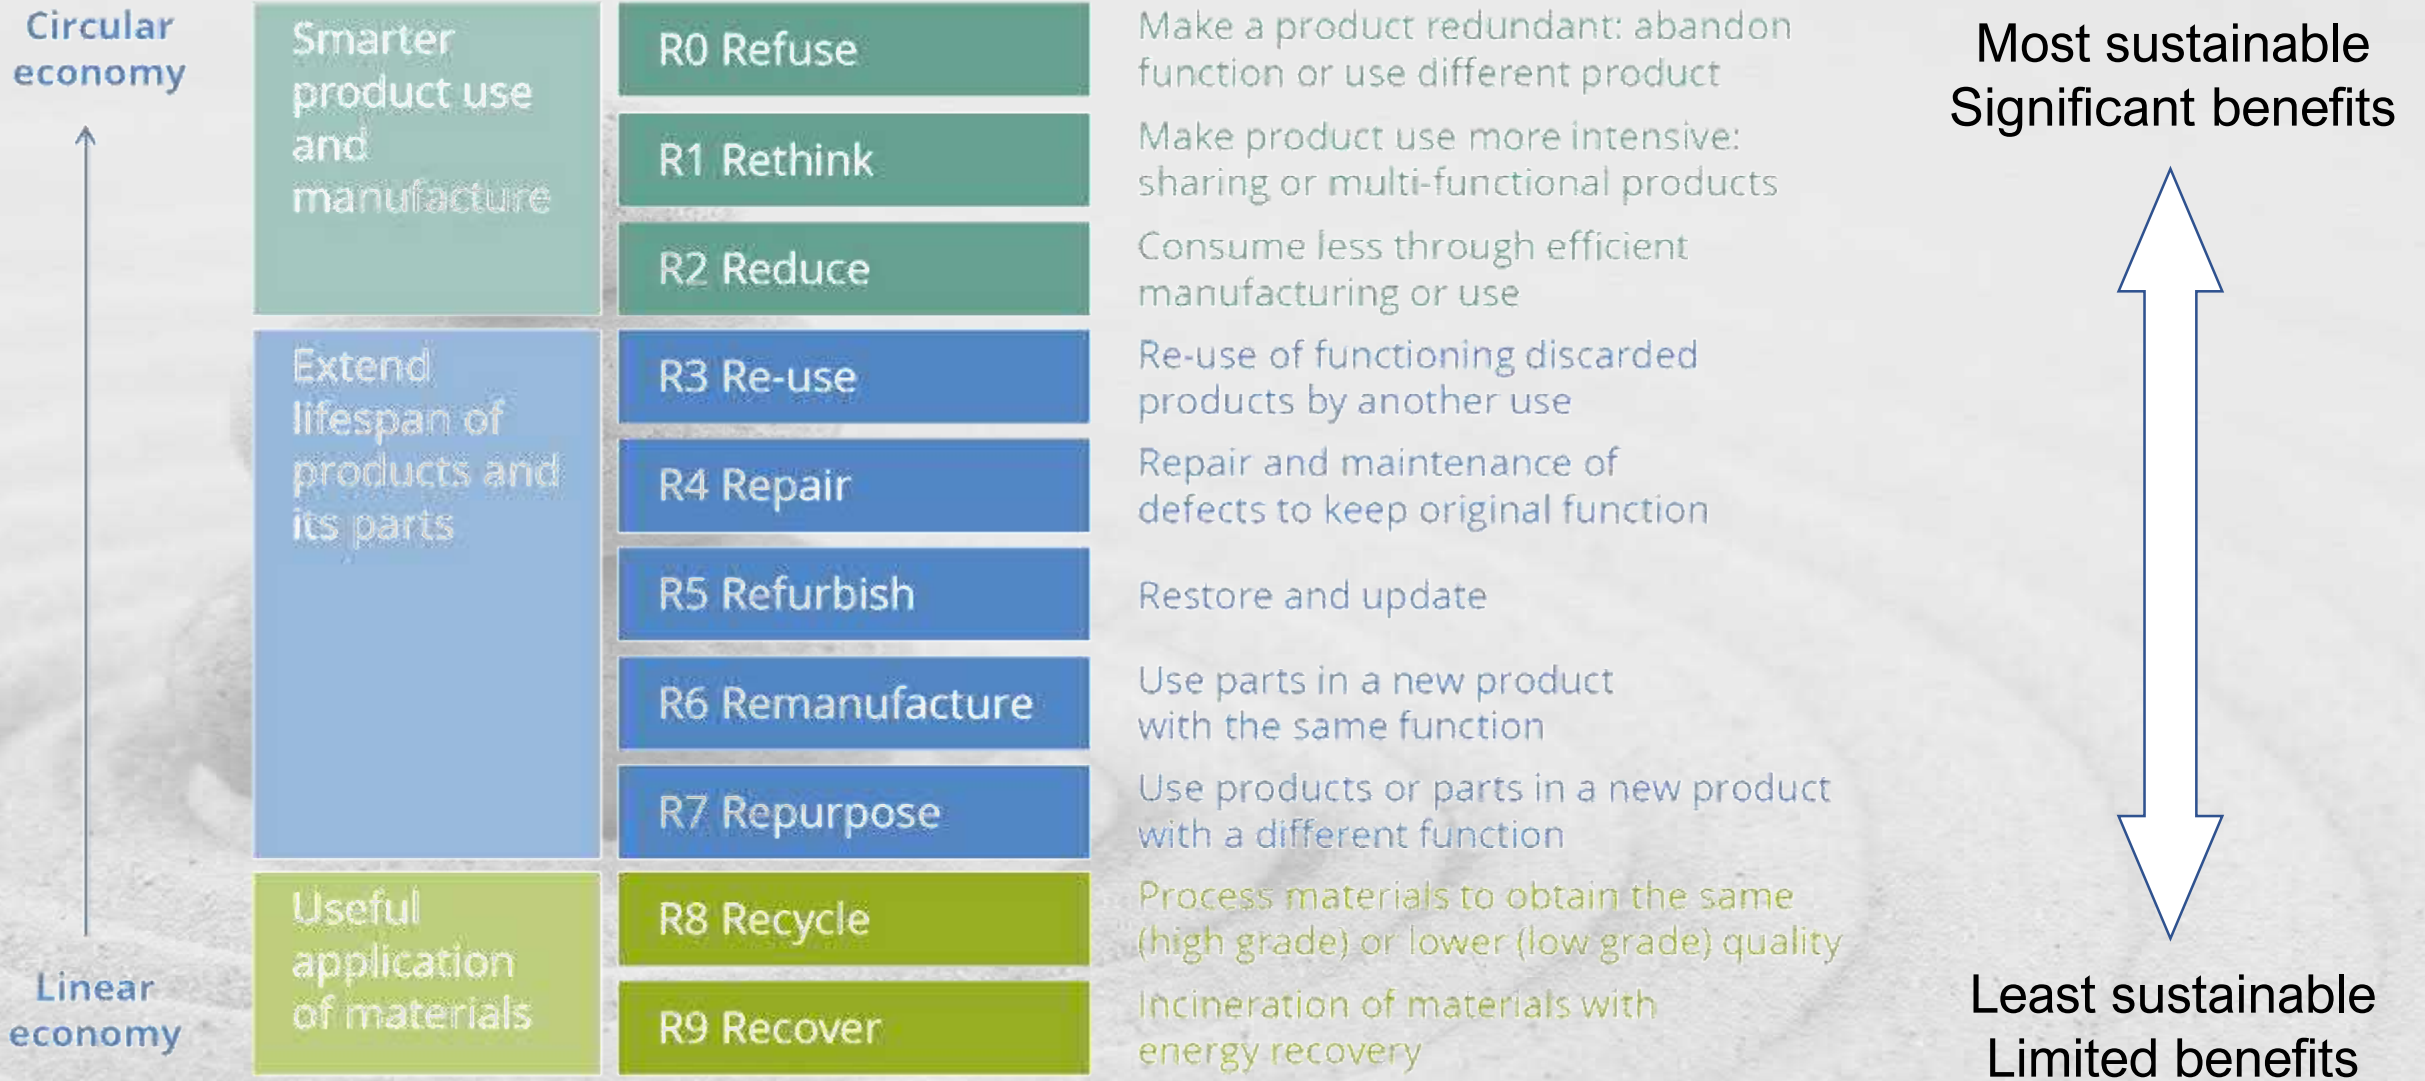 Circular
economy
Linear
economy
Smarter
product use
and
manufacture
R0 Refuse
Make a product redundant: abandon
function or use different product
R1 Rethink
Make product use more intensive:
sharing or multi-functional products
R2 Reduce
Consume less through efficient
manufacturing or use
Extend
lifespan of
products and
its parts
R3 Re-use
Re-use of functioning discarded
products by another use
R4 Repair
Repair and maintenance of
defects to keep original function
R5 Refurbish
Restore and update
R6 Remanufacture
Use parts in a new product
with the same function
R7 Repurpose
Use products or parts in a new product
with a different function
Useful
application
of materials
R8 Recycle
Process materials to obtain the same
(high grade) or lower (low grade) quality
R9 Recover
Incineration of materials with
energy recovery
Most sustainable
Significant benefits
Least sustainable
Limited benefits